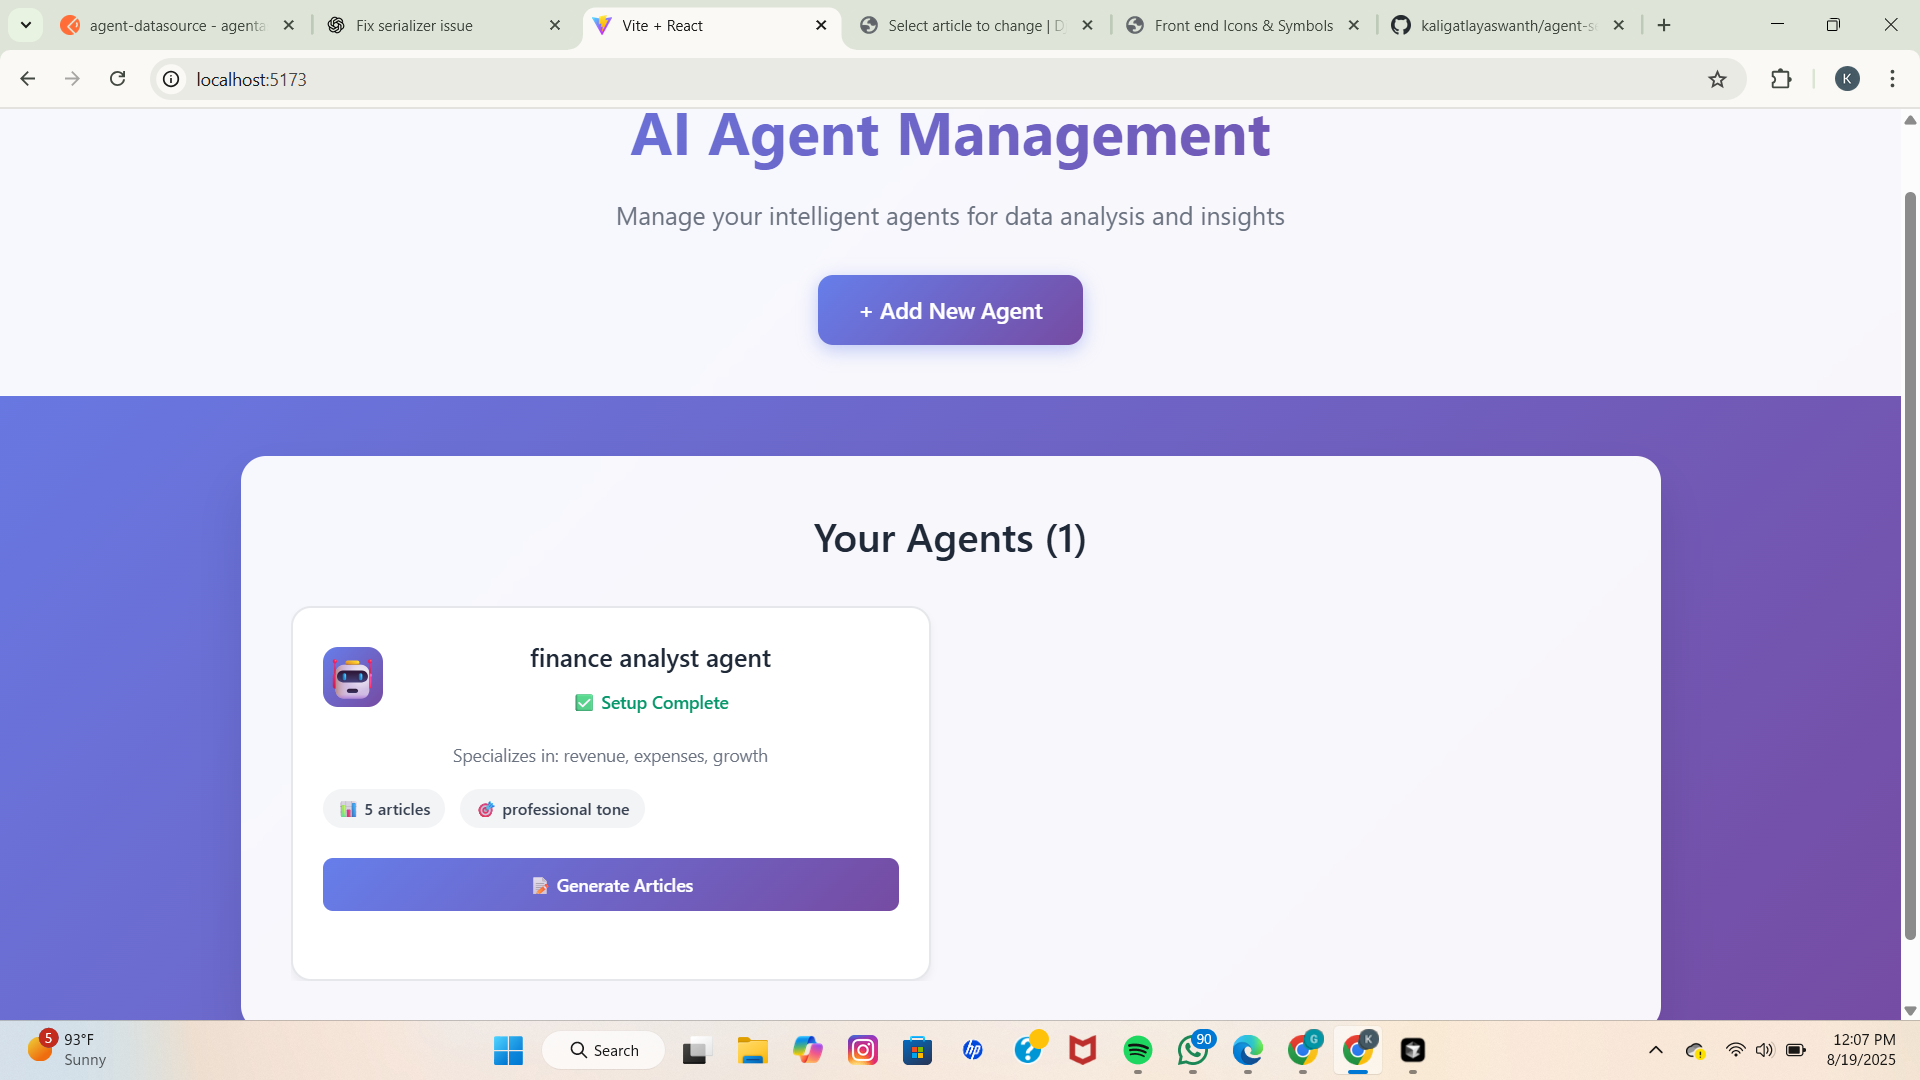 agent-datasource - agenta
Fix serializer issue
Vite + React
Select article to change | D
Front end Icons & Symbols
kaligatlayaswanth/agent-s
localhost:5173
K
AI Agent Management
Manage your intelligent agents for data analysis and insights
+ Add New Agent
Your Agents (1)
finance analyst agent
✅ Setup Complete
Specializes in: revenue, expenses, growth
📊 5 articles
🎯 professional tone
📝 Generate Articles
5
93°F
Sunny
Search
hp
90
G
K
12:07 PM
8/19/2025